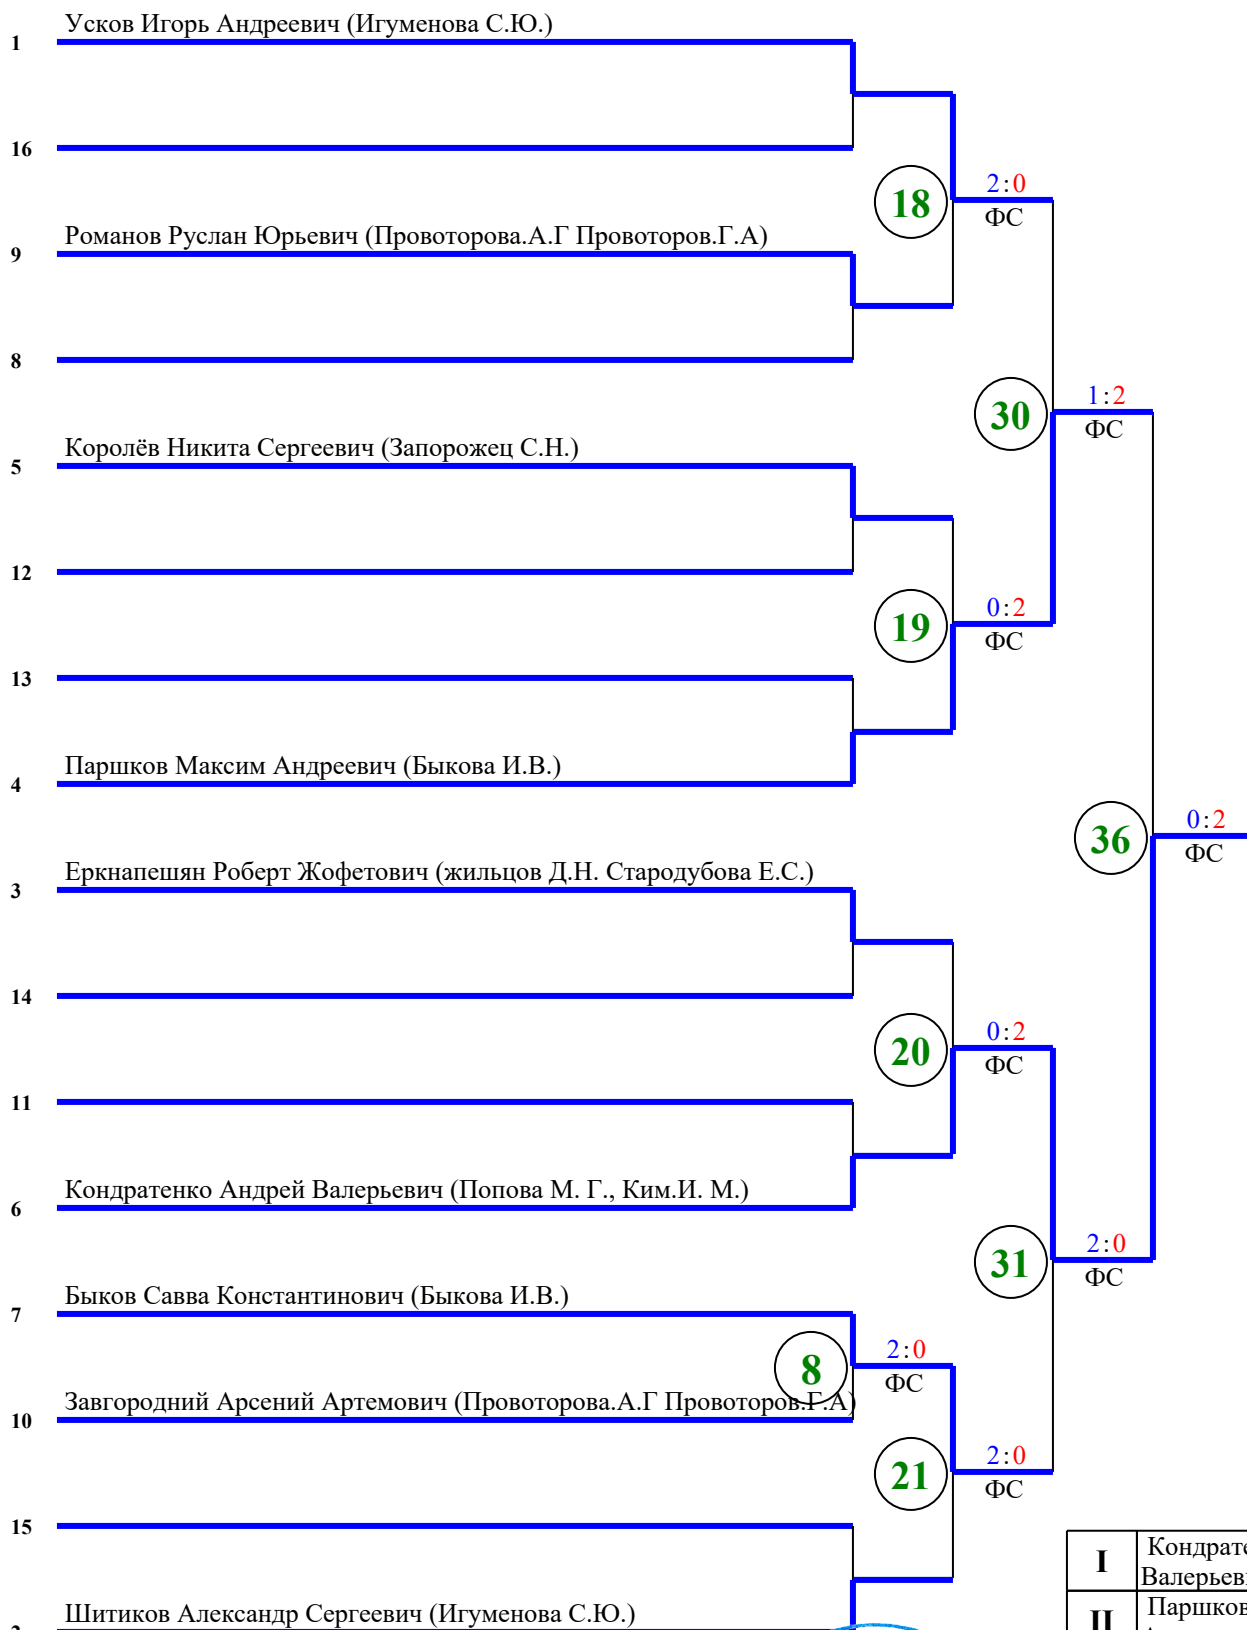 Усков Игорь Андреевич (Игуменова С.Ю.)
1
16
2:0
18
ФС
Романов Руслан Юрьевич (Провоторова.А.Г Провоторов.Г.А)
9
8
1:2
30
ФС
Королёв Никита Сергеевич (Запорожец С.Н.)
5
12
0:2
19
ФС
13
Паршков Максим Андреевич (Быкова И.В.)
4
0:2
36
ФС
Еркнапешян Роберт Жофетович (жильцов Д.Н. Стародубова Е.С.)
3
14
0:2
20
ФС
11
Кондратенко Андрей Валерьевич (Попова М. Г., Ким.И. М.)
6
2:0
31
ФС
Быков Савва Константинович (Быкова И.В.)
7
2:0
8
ФС
Завгородний Арсений Артемович (Провоторова.А.Г Провоторов.Г.А)
10
2:0
21
ФС
15
I
Шитиков Александр Сергеевич (Игуменова С.Ю.)
II
Паршков